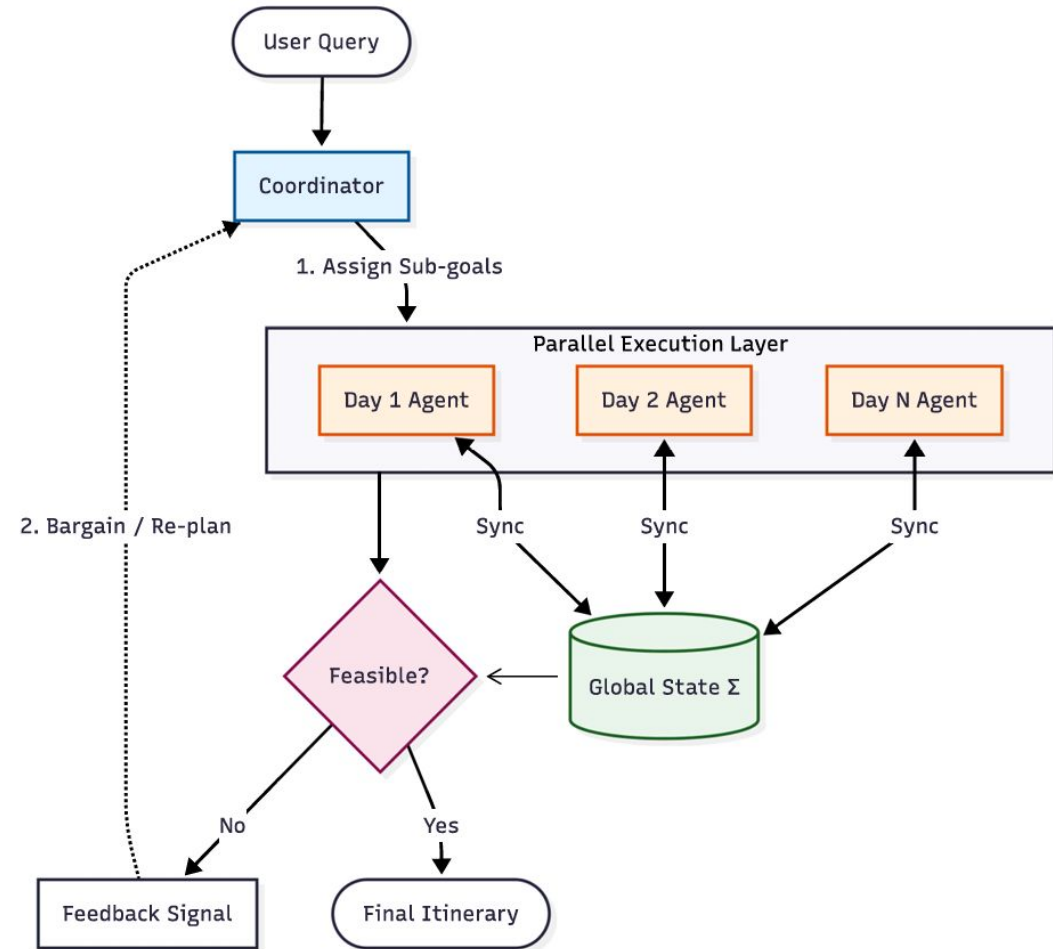 User Query
Coordinator
1. Assign Sub-goals
Parallel Execution Layer
Day 1 Agent
Day 2 Agent
Day N Agent
2. Bargain / Re-plan
Sync
Sync
Sync
Feasible?
Global State Σ
No
Yes
Feedback Signal
Final Itinerary